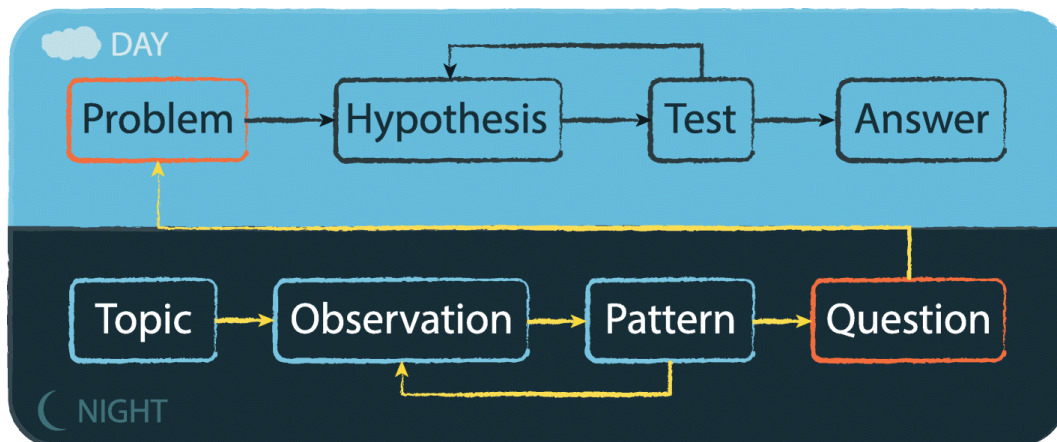 DAY
Problem Hypothesis Test Answer
Topic Observation Pattern Question
NIGHT